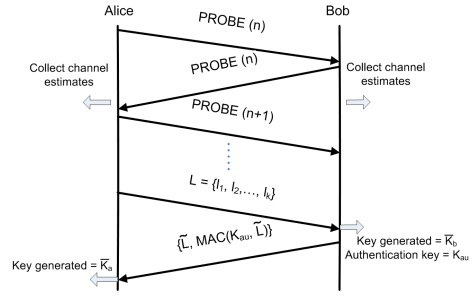 Alice
Bob
PROBE (n)
PROBE (n)
Collect channel
estimates
Collect channel
estimates
PROBE (n+1)
L = {l₁, l₂,…, lₖ}
{L̃, MAC(Kₐᵤ, L̃)}
Key generated = K̅b
Authentication key = Kau
Key generated = K̅a